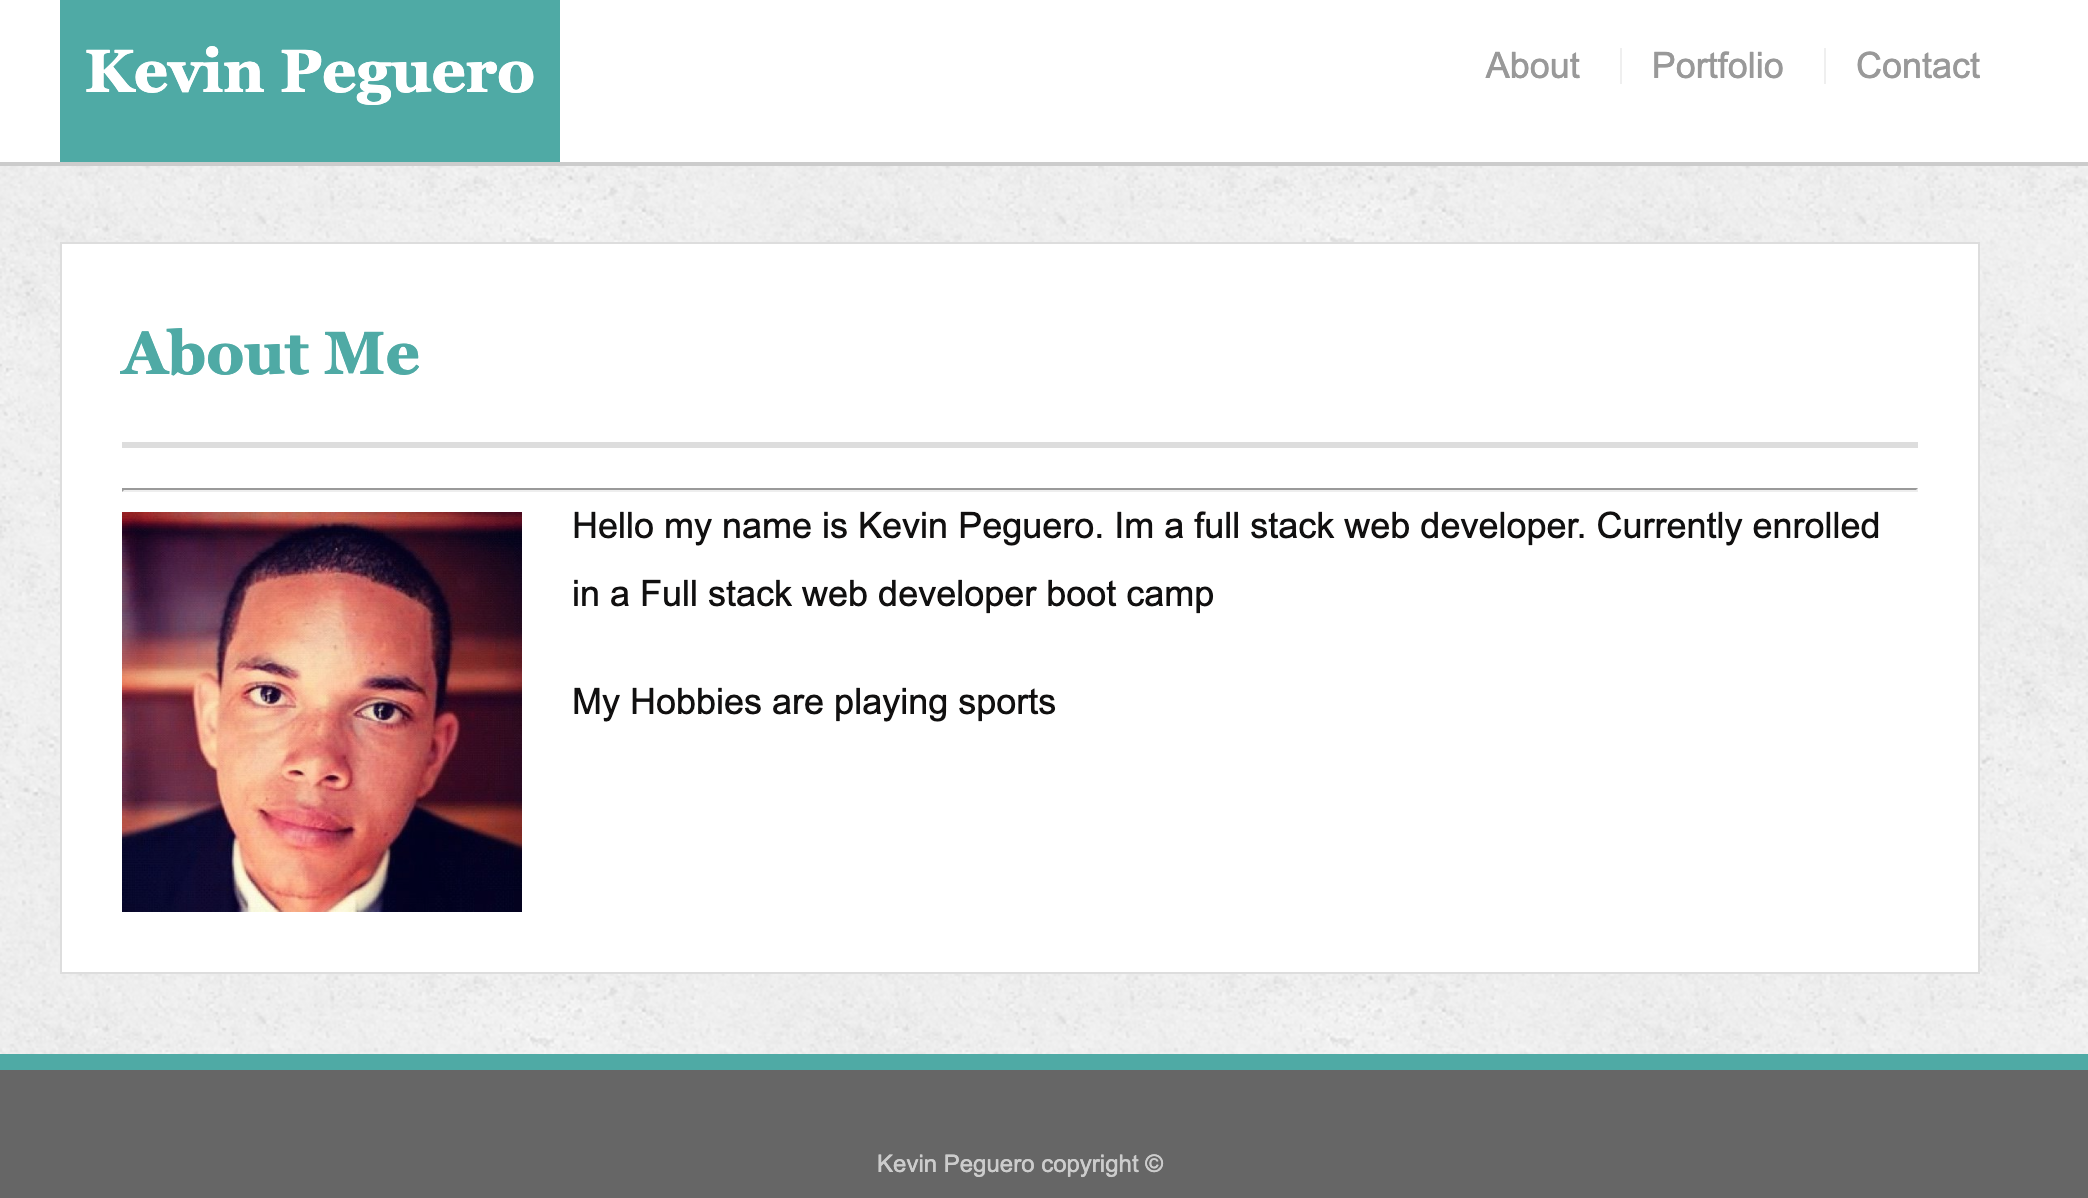 Kevin Peguero
About
Portfolio
Contact
About Me
Hello my name is Kevin Peguero. Im a full stack web developer. Currently enrolled
in a Full stack web developer boot camp
My Hobbies are playing sports
Kevin Peguero copyright ©